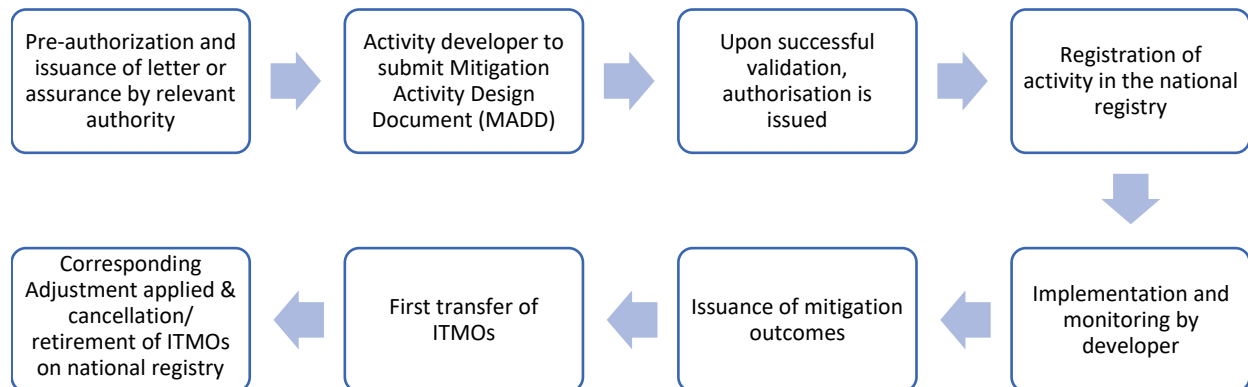 Pre-authorization and
issuance of letter or
assurance by relevant
authority
Activity developer to
submit Mitigation
Activity Design
Document (MADD)
Upon successful
validation,
authorisation is
issued
Registration of
activity in the national
registry
Implementation and
monitoring by
developer
Issuance of mitigation
outcomes
First transfer of
ITMOs
Corresponding
Adjustment applied &
cancellation/
retirement of ITMOs
on national registry